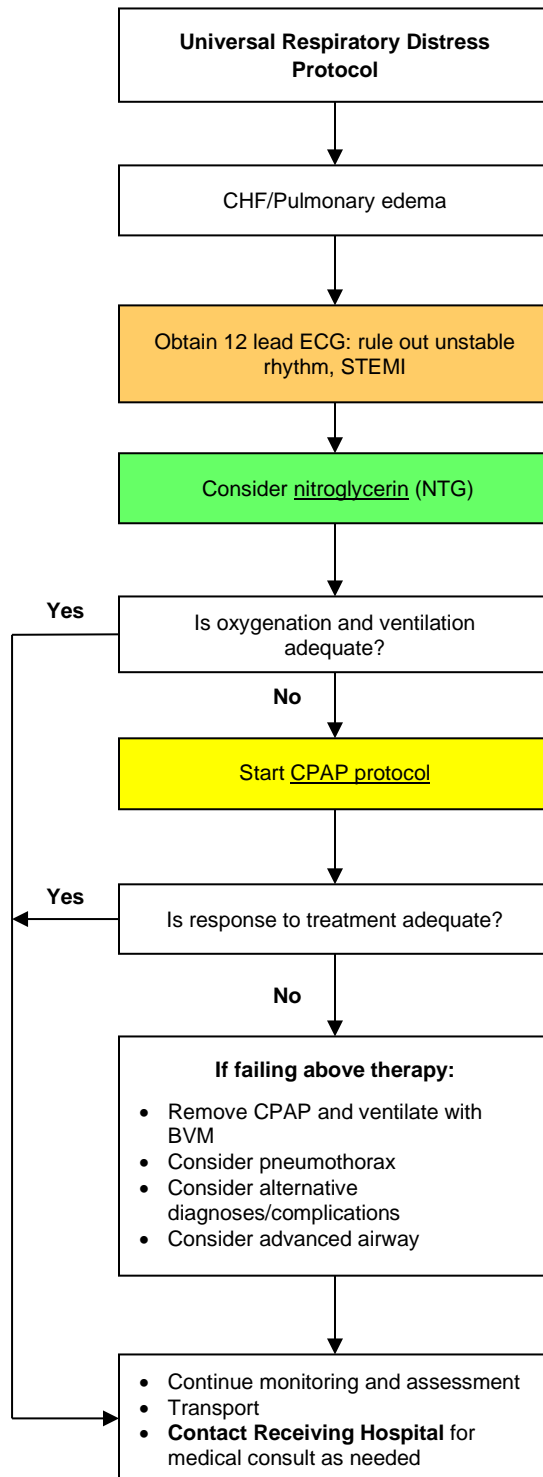 Universal Respiratory Distress
Protocol
CHF/Pulmonary edema
Obtain 12 lead ECG: rule out unstable
rhythm, STEMI
Consider nitroglycerin (NTG)
Yes
Is oxygenation and ventilation
adequate?
No
Start CPAP protocol
Yes
Is response to treatment adequate?
No
If failing above therapy:
• Remove CPAP and ventilate with
BVM
• Consider pneumothorax
• Consider alternative
diagnoses/complications
• Consider advanced airway
• Continue monitoring and assessment
• Transport
• Contact Receiving Hospital for
medical consult as needed